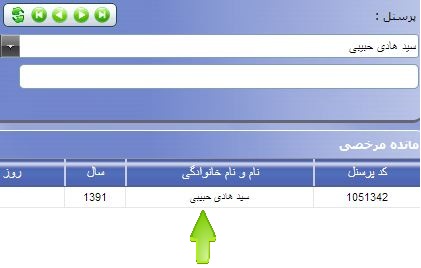 پرسنل :
سید هادی حبیبی
مانده مرخصی
کد پرسنل نام و نام خانوادگی سال روز
1051342 سید هادی حبیبی 1391